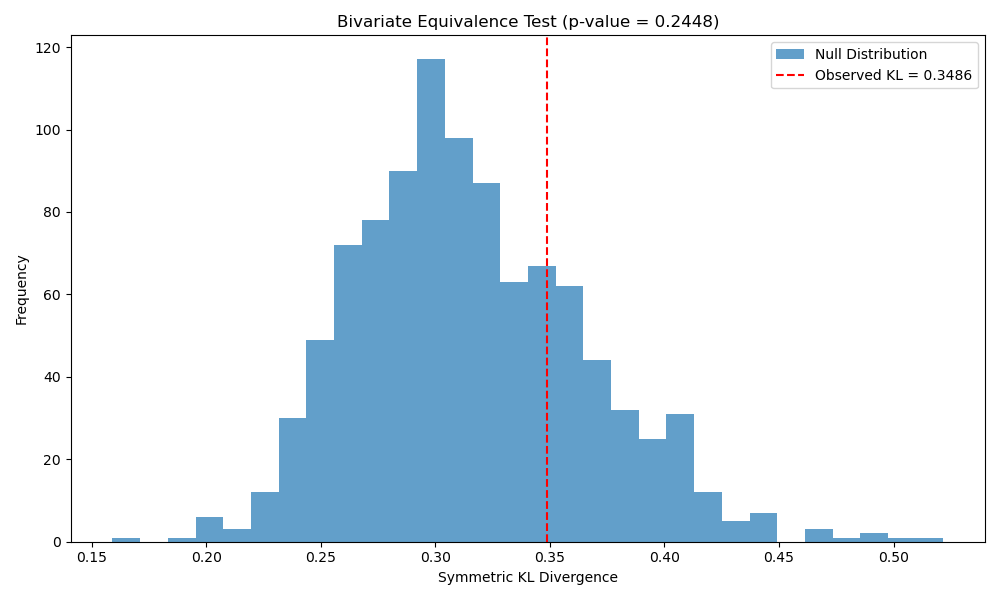 Bivariate Equivalence Test (p-value = 0.2448)
Null Distribution
Observed KL = 0.3486
Frequency
120
100
80
60
40
20
0
0.15 0.20 0.25 0.30 0.35 0.40 0.45 0.50
Symmetric KL Divergence